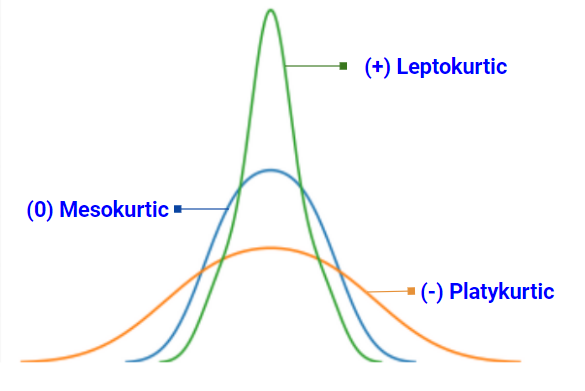 (+) Leptokurtic
(0) Mesokurtic
(-) Platykurtic